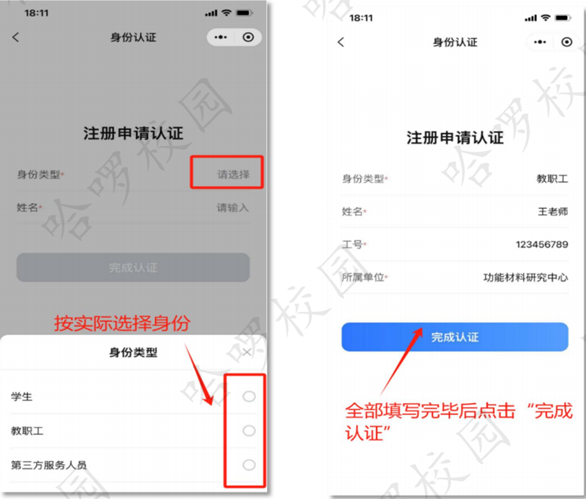 18:11
身份认证
注册申请认证
身份类型* 请选择
姓名* 请输入
完成认证
按实际选择身份
身份类型
学生
教职工
第三方服务人员
哈啰校园
18:11
身份认证
注册申请认证
身份类型* 教职工
姓名* 王老师
工号* 123456789
所属单位* 功能材料研究中心
完成认证
全部填写完毕后点击“完成
认证”
哈啰校园